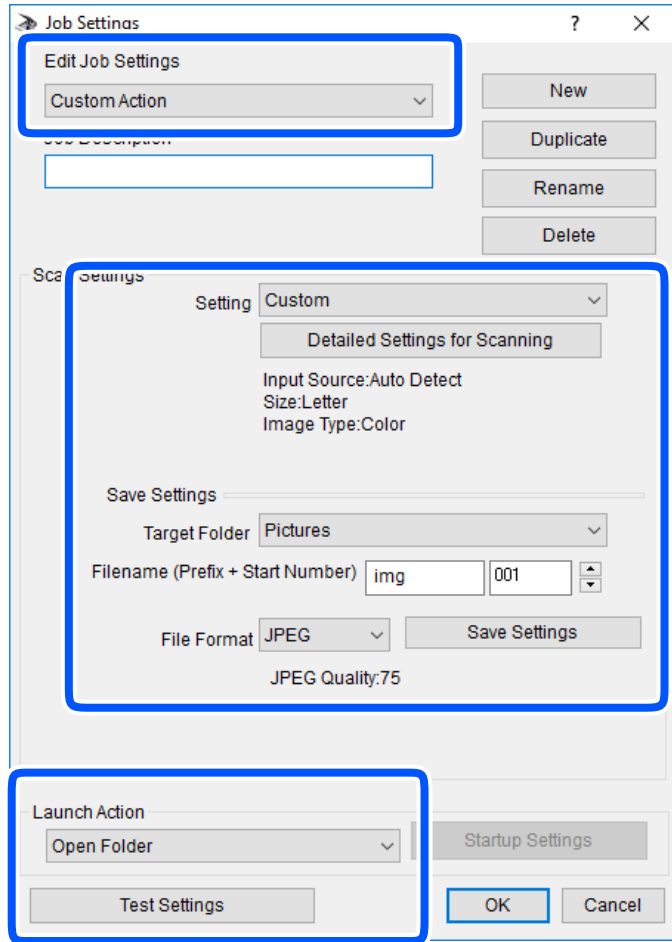 Job Settings
?
Edit Job Settings
Custom Action
New
Duplicate
Rename
Delete
Settings
Setting
Custom
Detailed Settings for Scanning
Input Source:Auto Detect
Size:Letter
Image Type:Color
Save Settings
Target Folder
Pictures
Filename (Prefix + Start Number)
img
001
File Format
JPEG
Save Settings
JPEG Quality:75
Launch Action
Open Folder
Startup Settings
Test Settings
OK
Cancel